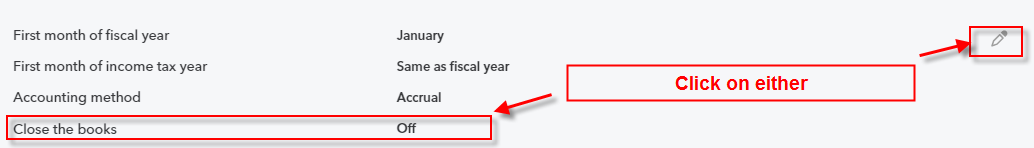 First month of fiscal year January
First month of income tax year Same as fiscal year
Click on either
Accounting method Accrual
Close the books Off